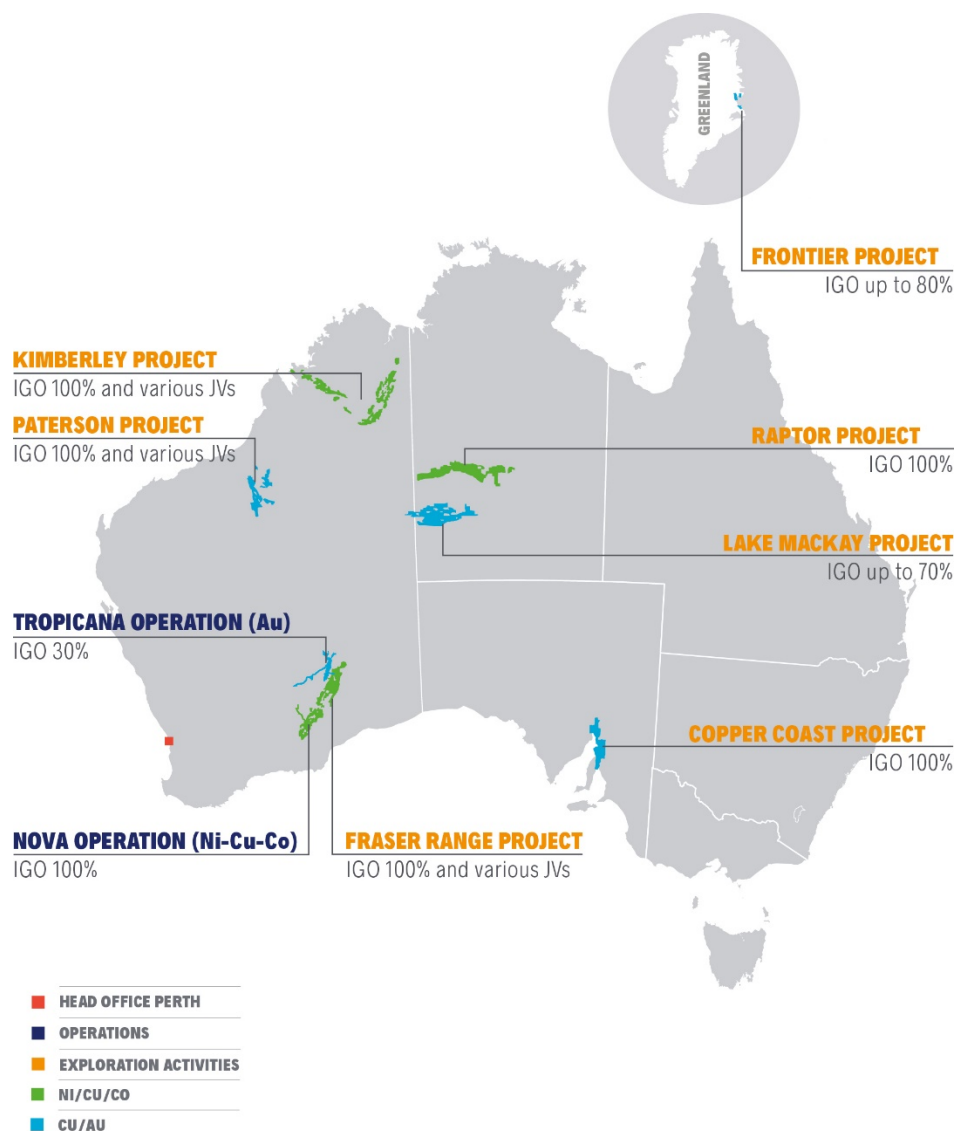 GREENLAND
FRONTIER PROJECT
IGO up to 80%
KIMBERLEY PROJECT
IGO 100% and various JVs
PATERSON PROJECT
IGO 100% and various JVs
RAPTOR PROJECT
IGO 100%
LAKE MACKAY PROJECT
IGO up to 70%
TROPICANA OPERATION (Au)
IGO 30%
COPPER COAST PROJECT
IGO 100%
NOVA OPERATION (Ni-Cu-Co)
IGO 100%
FRASER RANGE PROJECT
IGO 100% and various JVs
HEAD OFFICE PERTH
OPERATIONS
EXPLORATION ACTIVITIES
NI/CU/CO
CU/AU